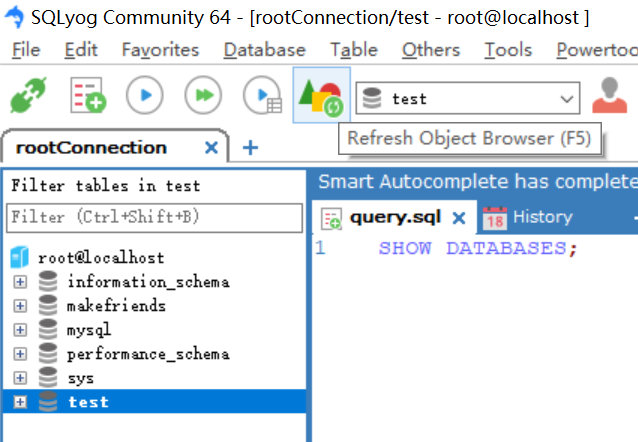 SQLyog Community 64 - [rootConnection/test - root@localhost ]
File Edit Favorites Database Table Others Tools Powertoo
test
Refresh Object Browser (F5)
rootConnection
Filter tables in test
Smart Autocomplete has complete
Filter (Ctrl+Shift+B)
query.sql
18
History
root@localhost
1 SHOW DATABASES;
information_schema
makefriends
mysql
performance_schema
sys
test